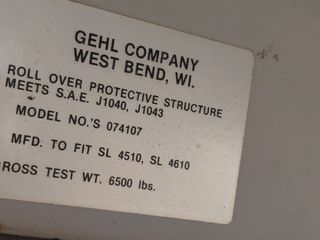 GEHL COMPANY
WEST BEND, WI.
ROLL OVER PROTECTIVE STRUCTURE
MEETS S.A.E. J1040, J1043
MODEL NO.'S 074107
MFD. TO FIT SL 4510, SL 4610
GROSS TEST WT. 6500 lbs.